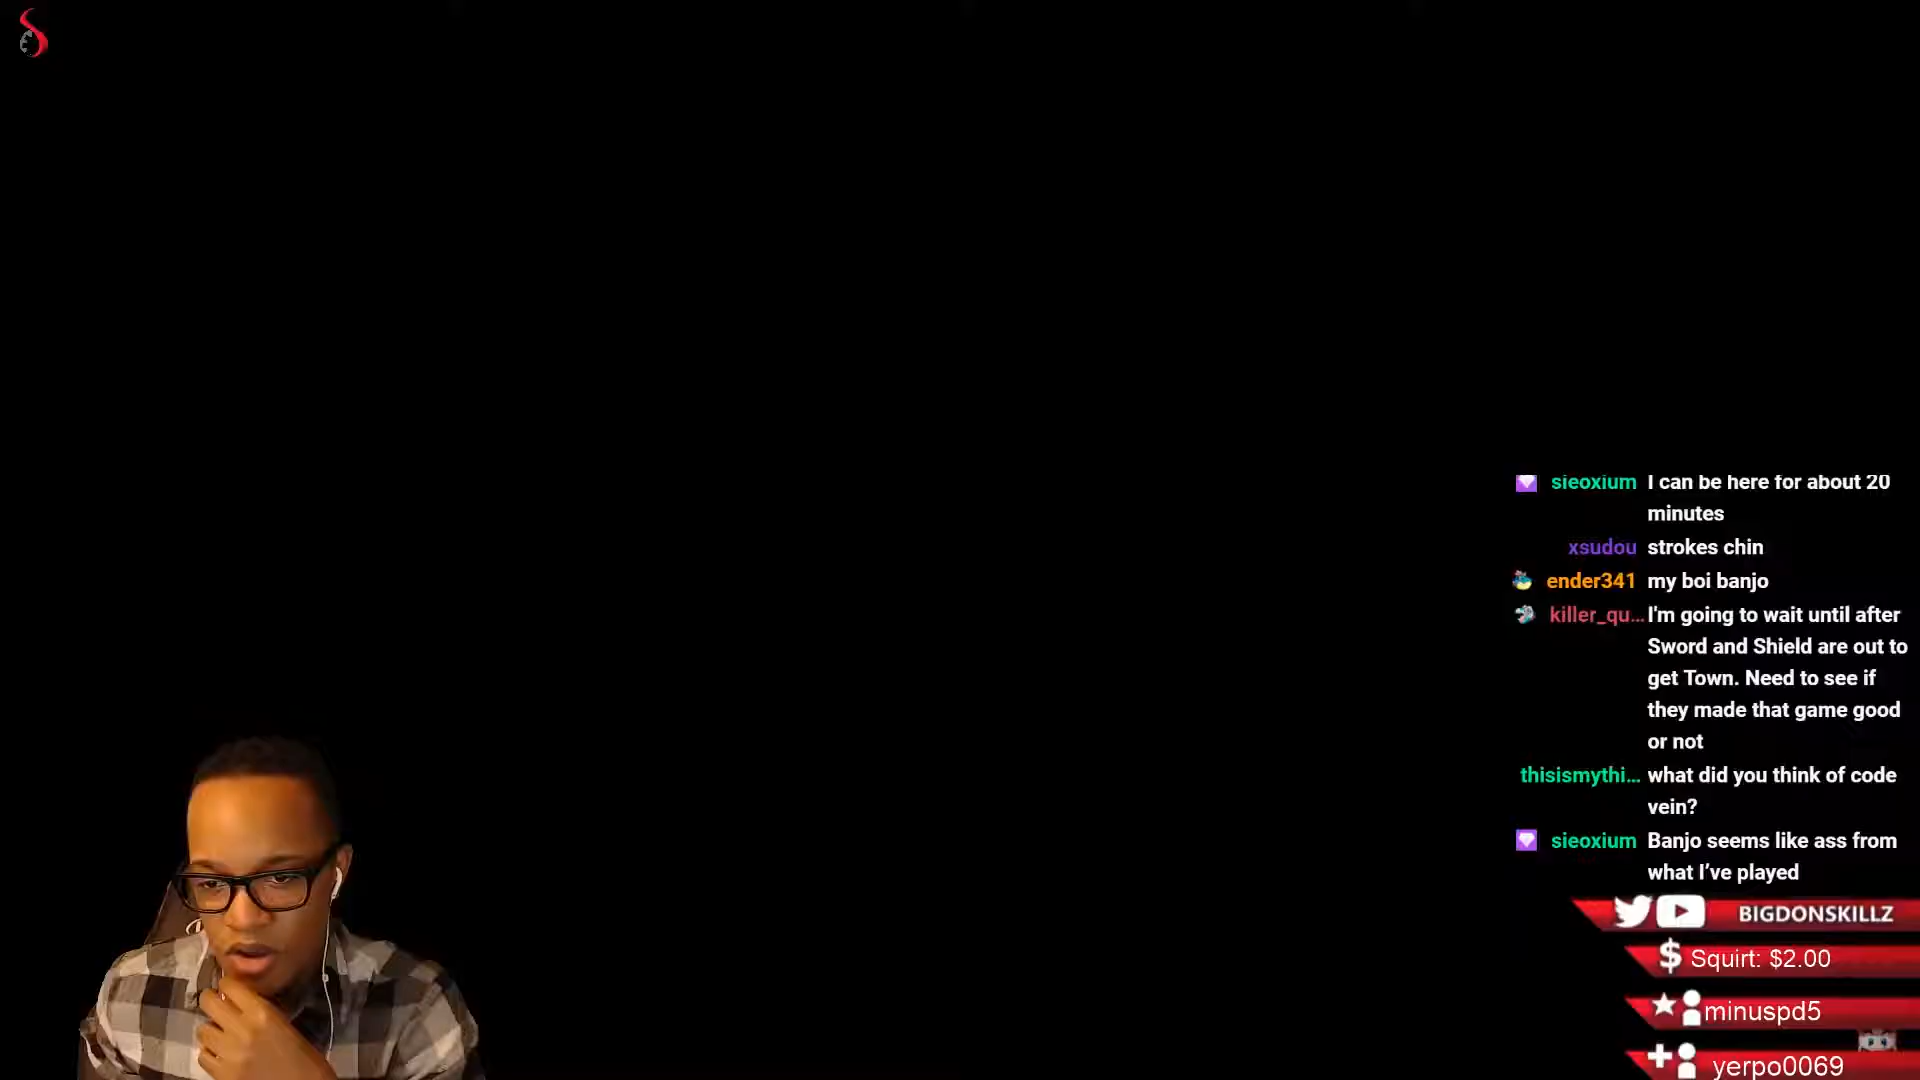 sieoxium I can be here for about 20
minutes
xsudou strokes chin
ender341 my boi banjo
killer_qu... I'm going to wait until after
Sword and Shield are out to
get Town. Need to see if
they made that game good
or not
thisismythi... what did you think of code
vein?
sieoxium Banjo seems like ass from
what I’ve played
BIGDONSKILLZ
$ Squirt: $2.00
minuspd5
yerpo0069